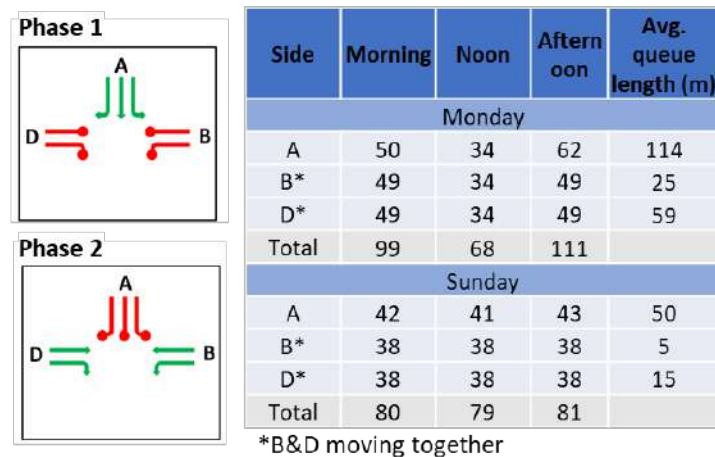 Phase 1
A
D
B
Phase 2
A
D
B
Side Morning Noon Aftern oon Avg. queue length (m)
Monday
A 50 34 62 114
B* 49 34 49 25
D* 49 34 49 59
Total 99 68 111
Sunday
A 42 41 43 50
B* 38 38 38 5
D* 38 38 38 15
Total 80 79 81
*B&D moving together